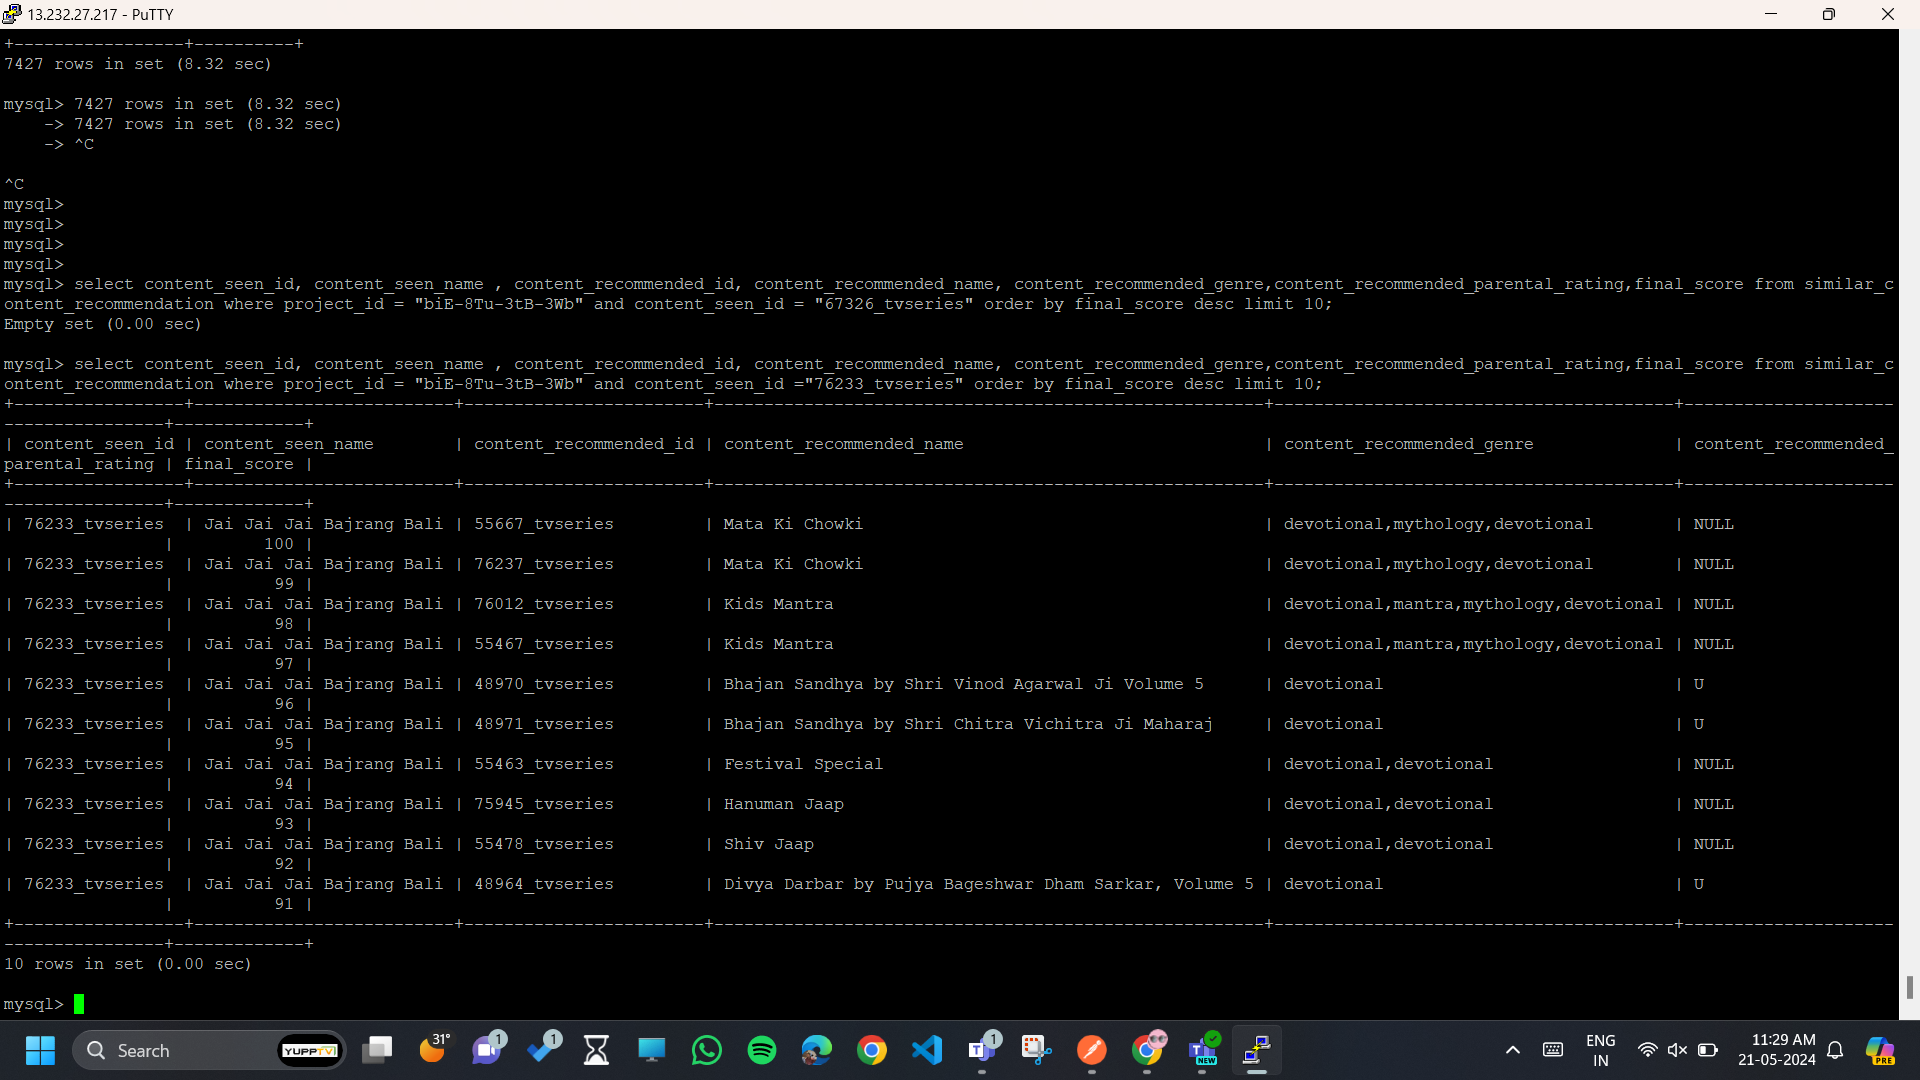 13.232.27.217 - PuTTY
+-----------------+----------+
7427 rows in set (8.32 sec)
mysql> 7427 rows in set (8.32 sec)
    -> 7427 rows in set (8.32 sec)
    -> ^C
^C
mysql>
mysql>
mysql>
mysql>
mysql> select content_seen_id, content_seen_name , content_recommended_id, content_recommended_name, content_recommended_genre,content_recommended_parental_rating,final_score from similar_c
ontent_recommendation where project_id = "biE-8Tu-3tB-3Wb" and content_seen_id = "67326_tvseries" order by final_score desc limit 10;
Empty set (0.00 sec)
mysql> select content_seen_id, content_seen_name , content_recommended_id, content_recommended_name, content_recommended_genre,content_recommended_parental_rating,final_score from similar_c
ontent_recommendation where project_id = "biE-8Tu-3tB-3Wb" and content_seen_id ="76233_tvseries" order by final_score desc limit 10;
+-----------------+--------------------------+------------------------+-------------------------------------------------------+----------------------------------------+---------------------
----------------+-------------+
| content_seen_id | content_seen_name        | content_recommended_id | content_recommended_name                              | content_recommended_genre              | content_recommended_
parental_rating | final_score |
+-----------------+--------------------------+------------------------+-------------------------------------------------------+----------------------------------------+---------------------
----------------+-------------+
| 76233_tvseries  | Jai Jai Jai Bajrang Bali | 55667_tvseries         | Mata Ki Chowki                                        | devotional,mythology,devotional        | NULL
                |         100 |
| 76233_tvseries  | Jai Jai Jai Bajrang Bali | 76237_tvseries         | Mata Ki Chowki                                        | devotional,mythology,devotional        | NULL
                |          99 |
| 76233_tvseries  | Jai Jai Jai Bajrang Bali | 76012_tvseries         | Kids Mantra                                           | devotional,mantra,mythology,devotional | NULL
                |          98 |
| 76233_tvseries  | Jai Jai Jai Bajrang Bali | 55467_tvseries         | Kids Mantra                                           | devotional,mantra,mythology,devotional | NULL
                |          97 |
| 76233_tvseries  | Jai Jai Jai Bajrang Bali | 48970_tvseries         | Bhajan Sandhya by Shri Vinod Agarwal Ji Volume 5      | devotional                             | U
                |          96 |
| 76233_tvseries  | Jai Jai Jai Bajrang Bali | 48971_tvseries         | Bhajan Sandhya by Shri Chitra Vichitra Ji Maharaj     | devotional                             | U
                |          95 |
| 76233_tvseries  | Jai Jai Jai Bajrang Bali | 55463_tvseries         | Festival Special                                      | devotional,devotional                  | NULL
                |          94 |
| 76233_tvseries  | Jai Jai Jai Bajrang Bali | 75945_tvseries         | Hanuman Jaap                                          | devotional,devotional                  | NULL
                |          93 |
| 76233_tvseries  | Jai Jai Jai Bajrang Bali | 55478_tvseries         | Shiv Jaap                                             | devotional,devotional                  | NULL
                |          92 |
| 76233_tvseries  | Jai Jai Jai Bajrang Bali | 48964_tvseries         | Divya Darbar by Pujya Bageshwar Dham Sarkar, Volume 5 | devotional                             | U
                |          91 |
+-----------------+--------------------------+------------------------+-------------------------------------------------------+----------------------------------------+---------------------
----------------+-------------+
10 rows in set (0.00 sec)
mysql>
Search YUPPTV 31° 1 1 1 NEW ENG 11:29 AM PRE
IN 21-05-2024